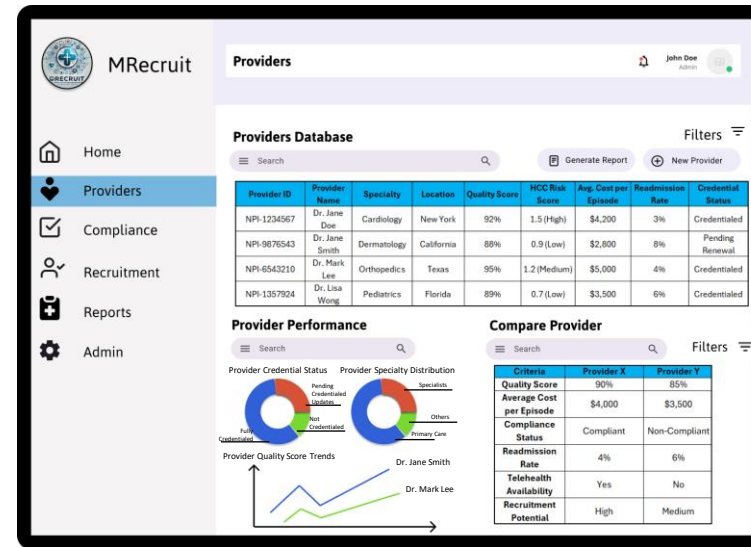 MRECRUIT
MRecruit
Home
Providers
Compliance
Recruitment
Reports
Admin
Providers
John Doe
Admin
Providers Database
Filters
Search
Generate Report
New Provider
Provider ID Provider Name Specialty Location Quality Score HCC Risk Score Avg. Cost per Episode Readmission Rate Credential Status
NPI-1234567 Dr. Jane Doe Cardiology New York 92% 1.5 (High) $4,200 3% Credentialed
NPI-9876543 Dr. Jane Smith Dermatology California 88% 0.9 (Low) $2,800 8% Pending Renewal
NPI-6543210 Dr. Mark Lee Orthopedics Texas 95% 1.2 (Medium) $5,000 4% Credentialed
NPI-1357924 Dr. Lisa Wong Pediatrics Florida 89% 0.7 (Low) $3,500 6% Credentialed
Provider Performance
Search
Provider Credential Status
Pending
Credentialed
Updates
Not
Credentialed
Fully
Credentialed
Provider Specialty Distribution
Specialists
Others
Primary Care
Provider Quality Score Trends
Dr. Jane Smith
Dr. Mark Lee
Compare Provider
Search
Filters
Criteria Provider X Provider Y
Quality Score 90% 85%
Average Cost per Episode $4,000 $3,500
Compliance Status Compliant Non-Compliant
Readmission Rate 4% 6%
Telehealth Availability Yes No
Recruitment Potential High Medium